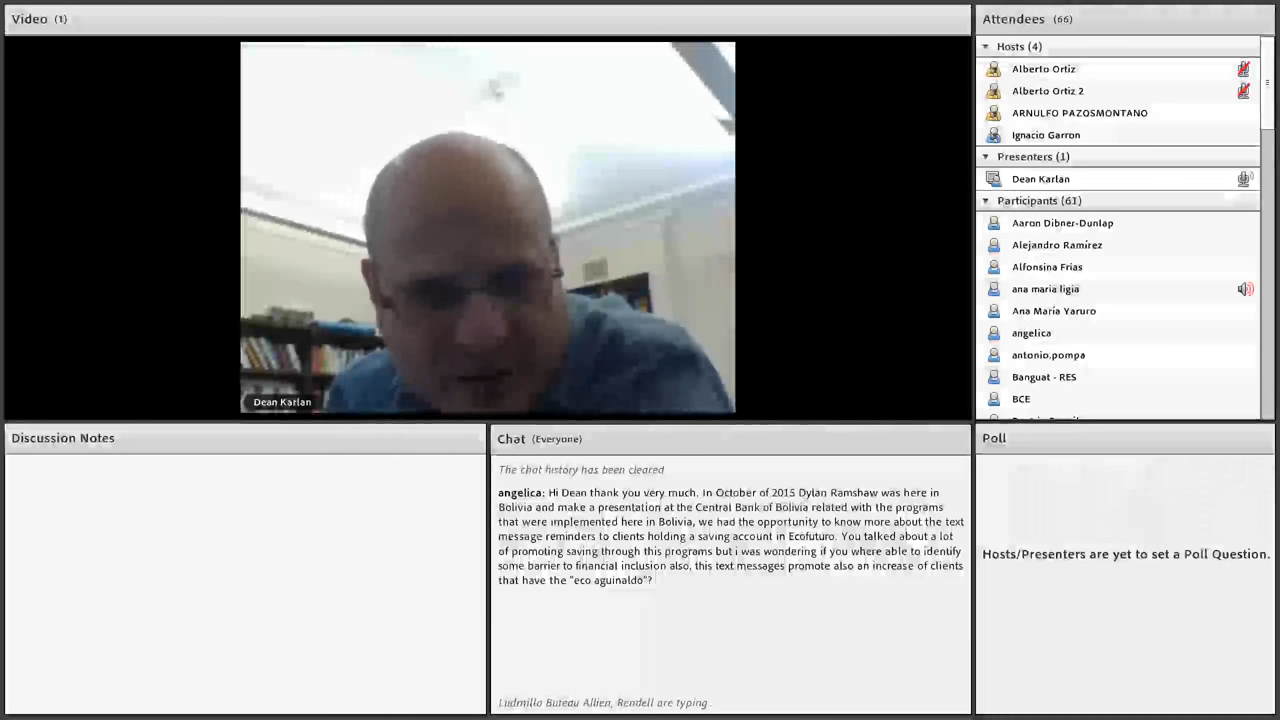 Video (1)
Dean Karlan
Attendees (66)
Hosts (4)
Alberto Ortiz
Alberto Ortiz 2
ARNULFO PAZOSMONTANO
Ignacio Garron
Presenters (1)
Dean Karlan
Participants (61)
Aaron Dibner-Dunlap
Alejandro Ramírez
Alfonsina Frias
ana maria ligia
Ana María Yaruro
angelica
antonio.pompa
Banguat - RES
BCE
Discussion Notes
Chat (Everyone)
The chat history has been cleared
angelica: Hi Dean thank you very much. In October of 2015 Dylan Ramshaw was here in
Bolivia and make a presentation at the Central Bank of Bolivia related with the programs
that were implemented here in Bolivia, we had the opportunity to know more about the text
message reminders to clients holding a saving account in Ecofuturo. You talked about a lot
of promoting saving through this programs but i was wondering if you where able to identify
some barrier to financial inclusion also, this text messages promote also an increase of clients
that have the "eco aguinaldo"?
Ludmilla Buteau Allien, Rendell are typing
Poll
Hosts/Presenters are yet to set a Poll Question.